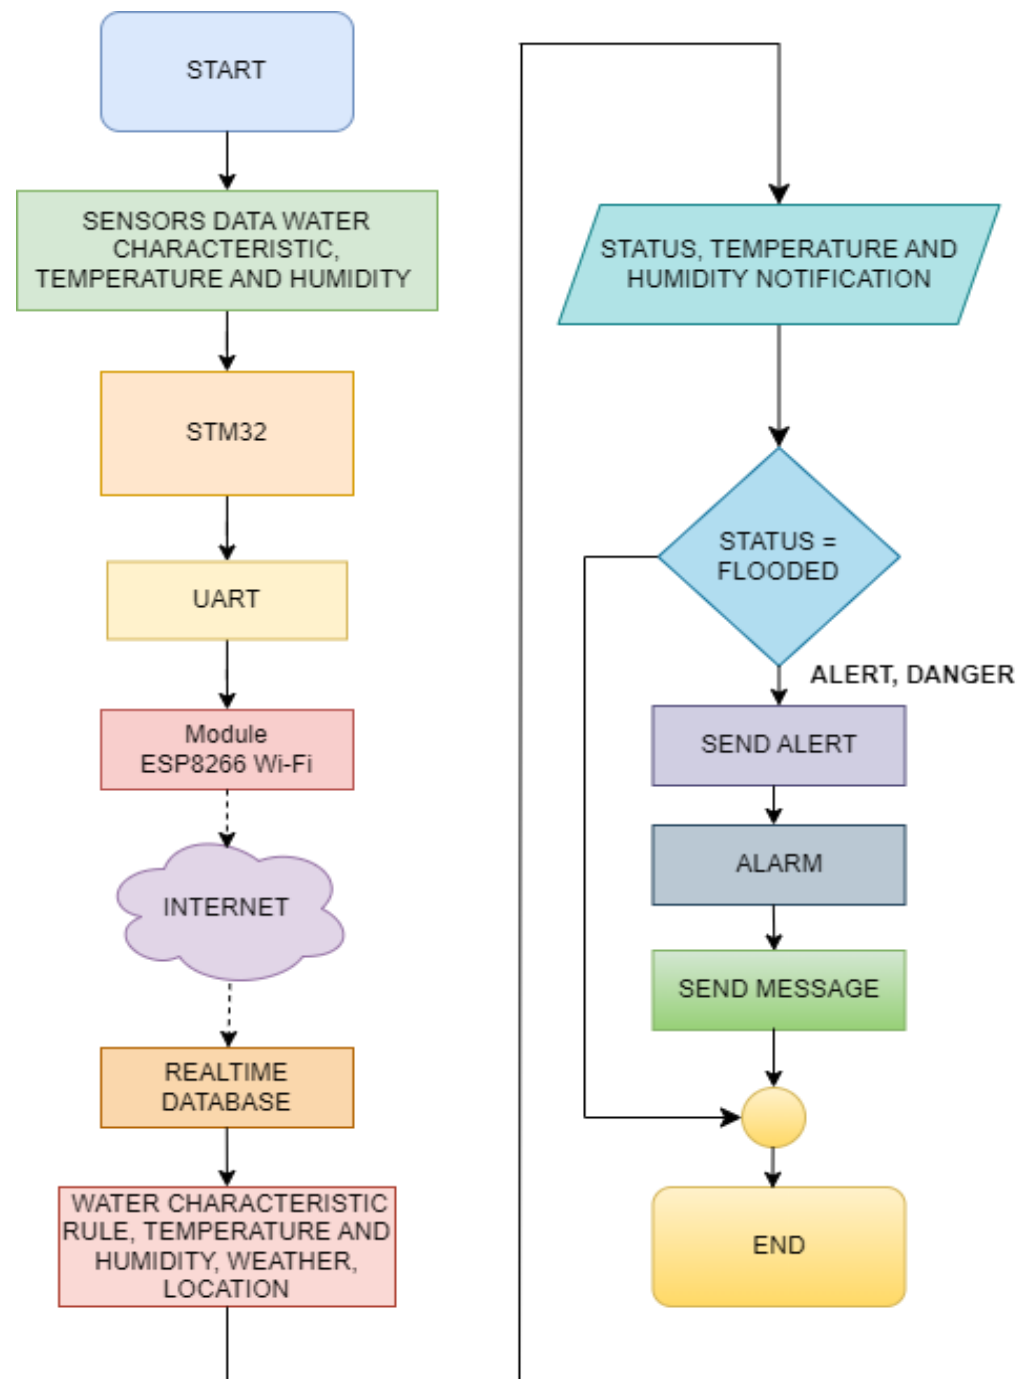 START
SENSORS DATA WATER
CHARACTERISTIC,
TEMPERATURE AND HUMIDITY
STM32
UART
Module
ESP8266 Wi-Fi
INTERNET
REALTIME
DATABASE
WATER CHARACTERISTIC
RULE, TEMPERATURE AND
HUMIDITY, WEATHER,
LOCATION
STATUS, TEMPERATURE AND
HUMIDITY NOTIFICATION
STATUS =
FLOODED
ALERT, DANGER
SEND ALERT
ALARM
SEND MESSAGE
END